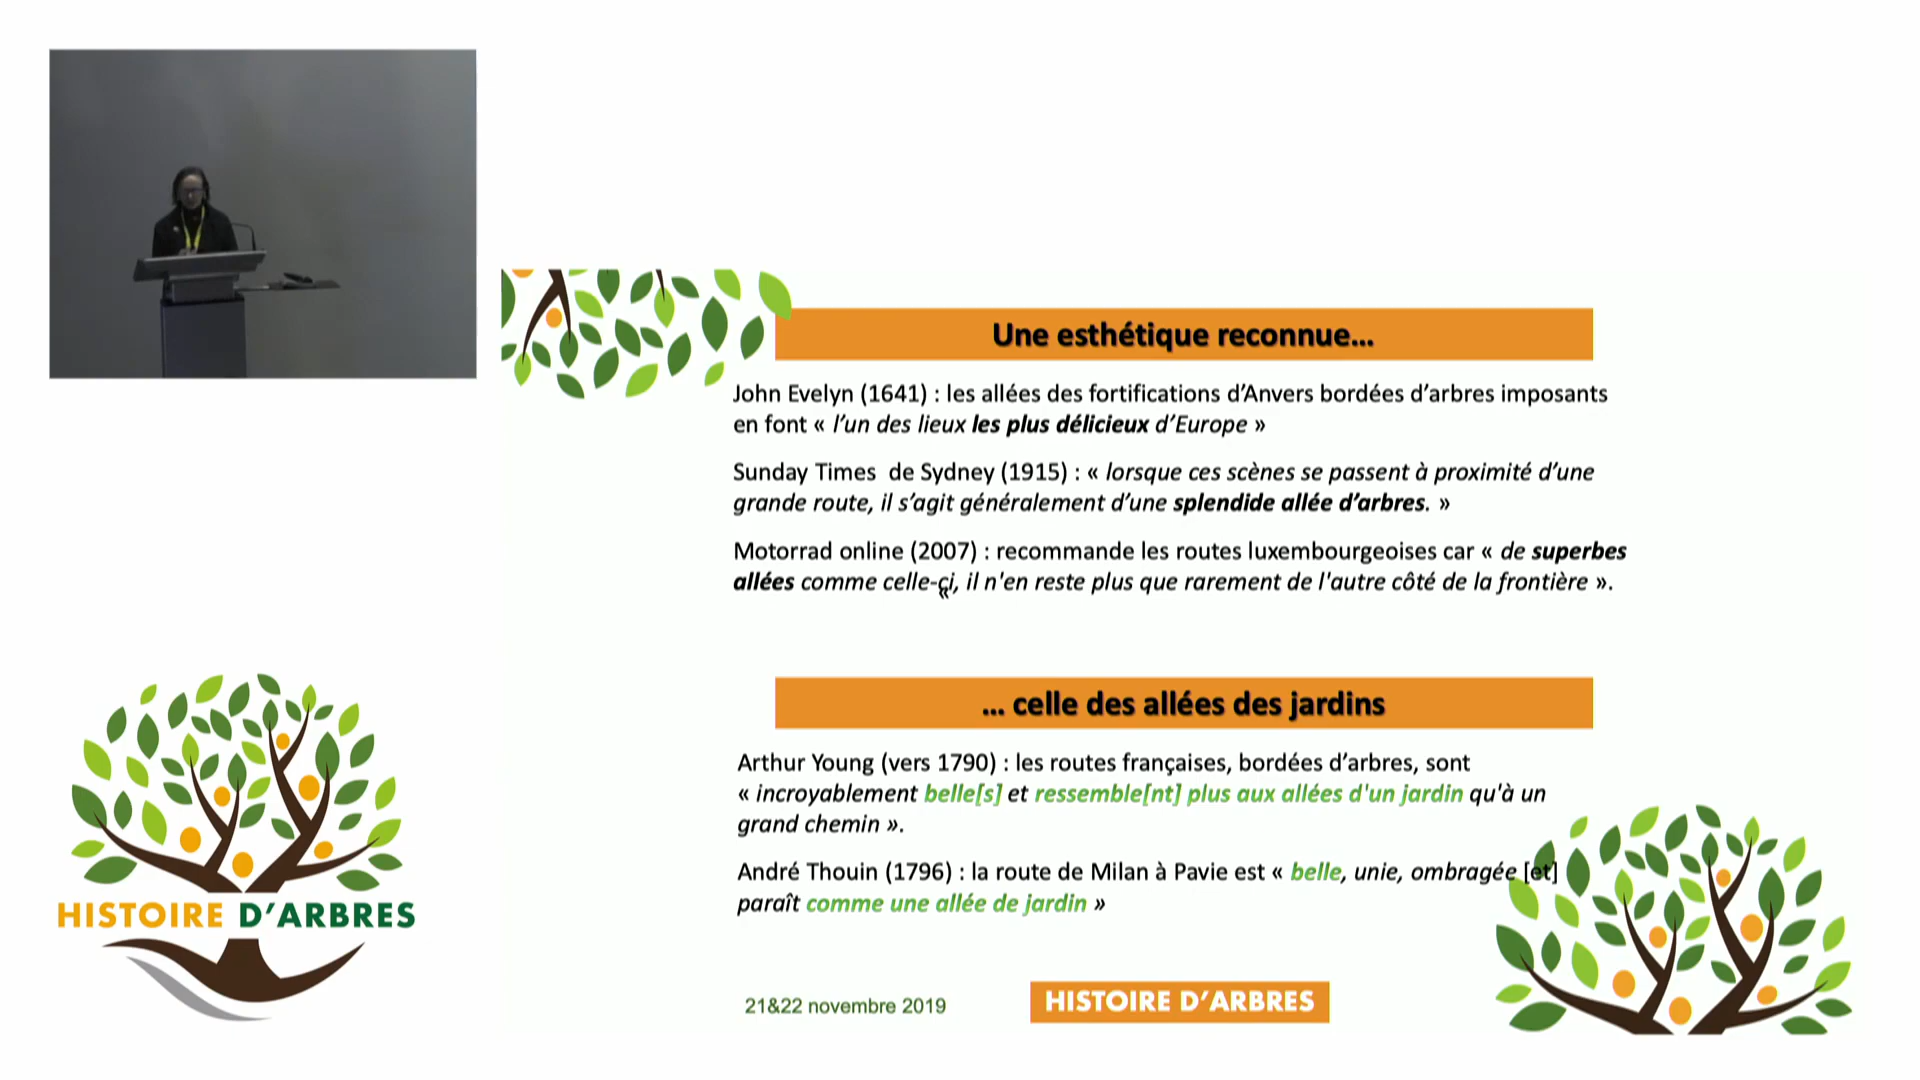 Une esthétique reconnue...
John Evelyn (1641) : les allées des fortifications d’Anvers bordées d’arbres imposants
en font « l’un des lieux les plus délicieux d’Europe »
Sunday Times de Sydney (1915) : « lorsque ces scènes se passent à proximité d’une
grande route, il s’agit généralement d’une splendide allée d’arbres. »
Motorrad online (2007) : recommande les routes luxembourgeoises car « de superbes
allées comme celle-ci, il n'en reste plus que rarement de l'autre côté de la frontière ».
«
... celle des allées des jardins
Arthur Young (vers 1790) : les routes françaises, bordées d’arbres, sont
« incroyablement belle[s] et ressemble[nt] plus aux allées d'un jardin qu'à un
grand chemin ».
André Thouin (1796) : la route de Milan à Pavie est « belle, unie, ombragée [et]
paraît comme une allée de jardin »
HISTOIRE D’ARBRES
21&22 novembre 2019
HISTOIRE D’ARBRES